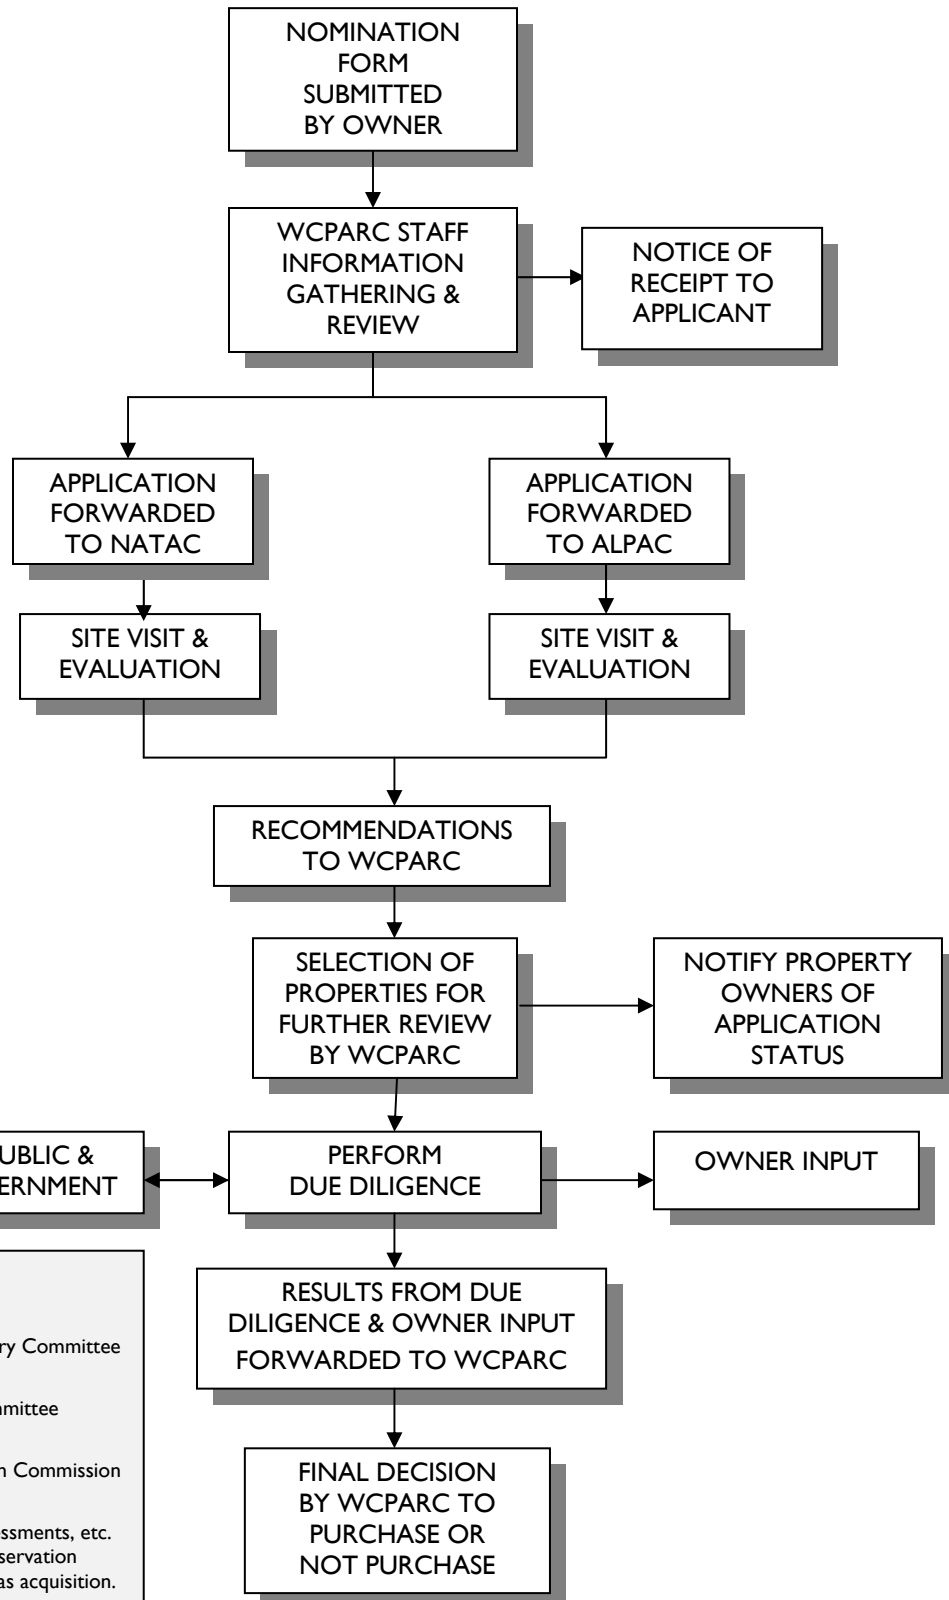 NOMINATION
FORM
SUBMITTED
BY OWNER
WCPARC STAFF
INFORMATION
GATHERING &
REVIEW
NOTICE OF
RECEIPT TO
APPLICANT
APPLICATION
FORWARDED
TO NATAC
APPLICATION
FORWARDED
TO ALPAC
SITE VISIT &
EVALUATION
SITE VISIT &
EVALUATION
RECOMMENDATIONS
TO WCPARC
SELECTION OF
PROPERTIES FOR
FURTHER REVIEW
BY WCPARC
NOTIFY PROPERTY
OWNERS OF
APPLICATION
STATUS
UBLIC &
ERNMENT
PERFORM
DUE DILIGENCE
OWNER INPUT
RESULTS FROM DUE
DILIGENCE & OWNER INPUT
FORWARDED TO WCPARC
ry Committee
mittee
n Commission
ssments, etc.
servation
as acquisition.
FINAL DECISION
BY WCPARC TO
PURCHASE OR
NOT PURCHASE